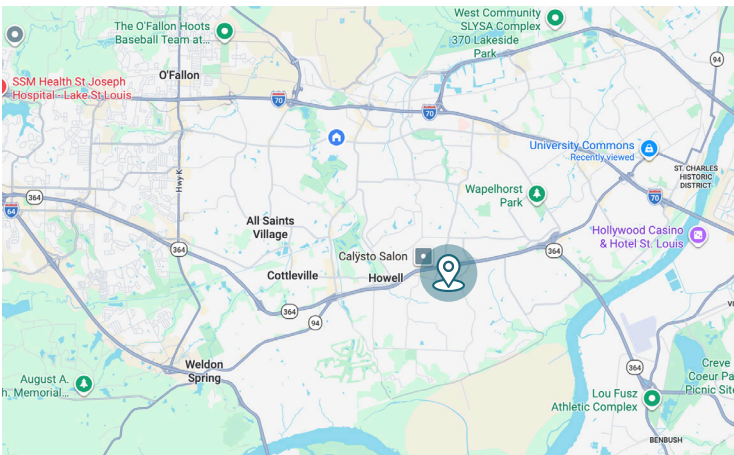 The O'Fallon Hoots
Baseball Team at...
West Community
SLYSA Complex
370 Lakeside
Park
94
O'Fallon
SSM Health St Joseph
Hospital - Lake St Louis
70
70
University Commons
Recently viewed
Hwy K
ST. CHARLES
HISTORIC
DISTRICT
364
64
Wapelhorst
Park
70
All Saints
Village
Hollywood Casino
& Hotel St. Louis
364
364
Calÿsto Salon
Cottleville
Howell
364
94
Weldon
Spring
364
Creve
Coeur Pa
Picnic Site
August A.
h. Memorial...
Lou Fusz
Athletic Complex
BENBUSH